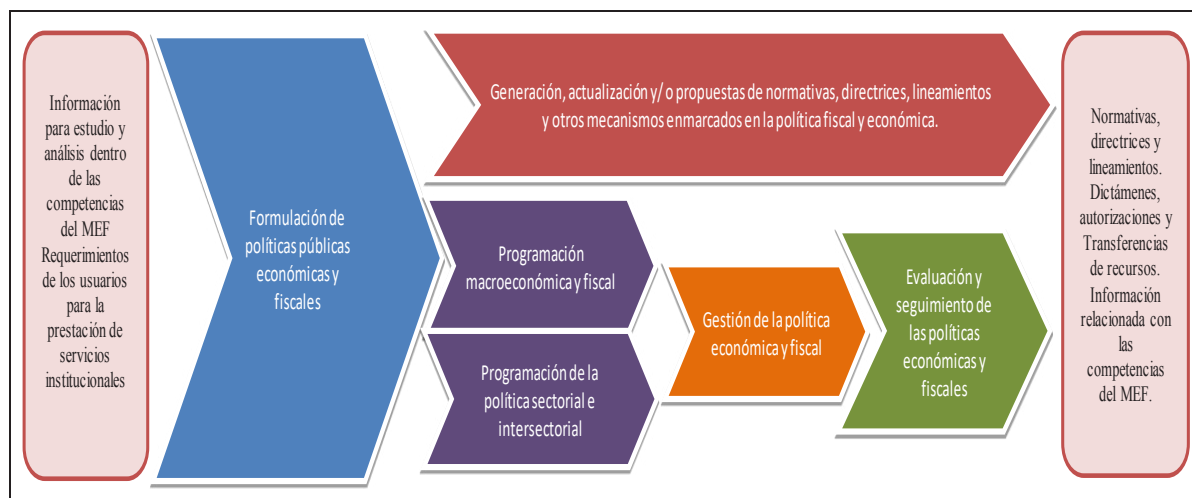 Información
para estudio y
análisis dentro
de las
competencias
del MEF
Requerimientos
de los usuarios
para la
prestación de
servicios
institucionales
Formulación de
políticas públicas
económicas y
fiscales
Generación, actualización y/ o propuestas de normativas, directrices, lineamientos
y otros mecanismos enmarcados en la política fiscal y económica.
Programación
macroeconómica y fiscal
Programación de la
política sectorial e
intersectorial
Gestión de la política
económica y fiscal
Evaluación y
seguimiento de
las políticas
económicas y
fiscales
Normativas,
directrices y
lineamientos.
Dictámenes,
autorizaciones y
Transferencias
de recursos.
Información
relacionada con
las
competencias
del MEF.